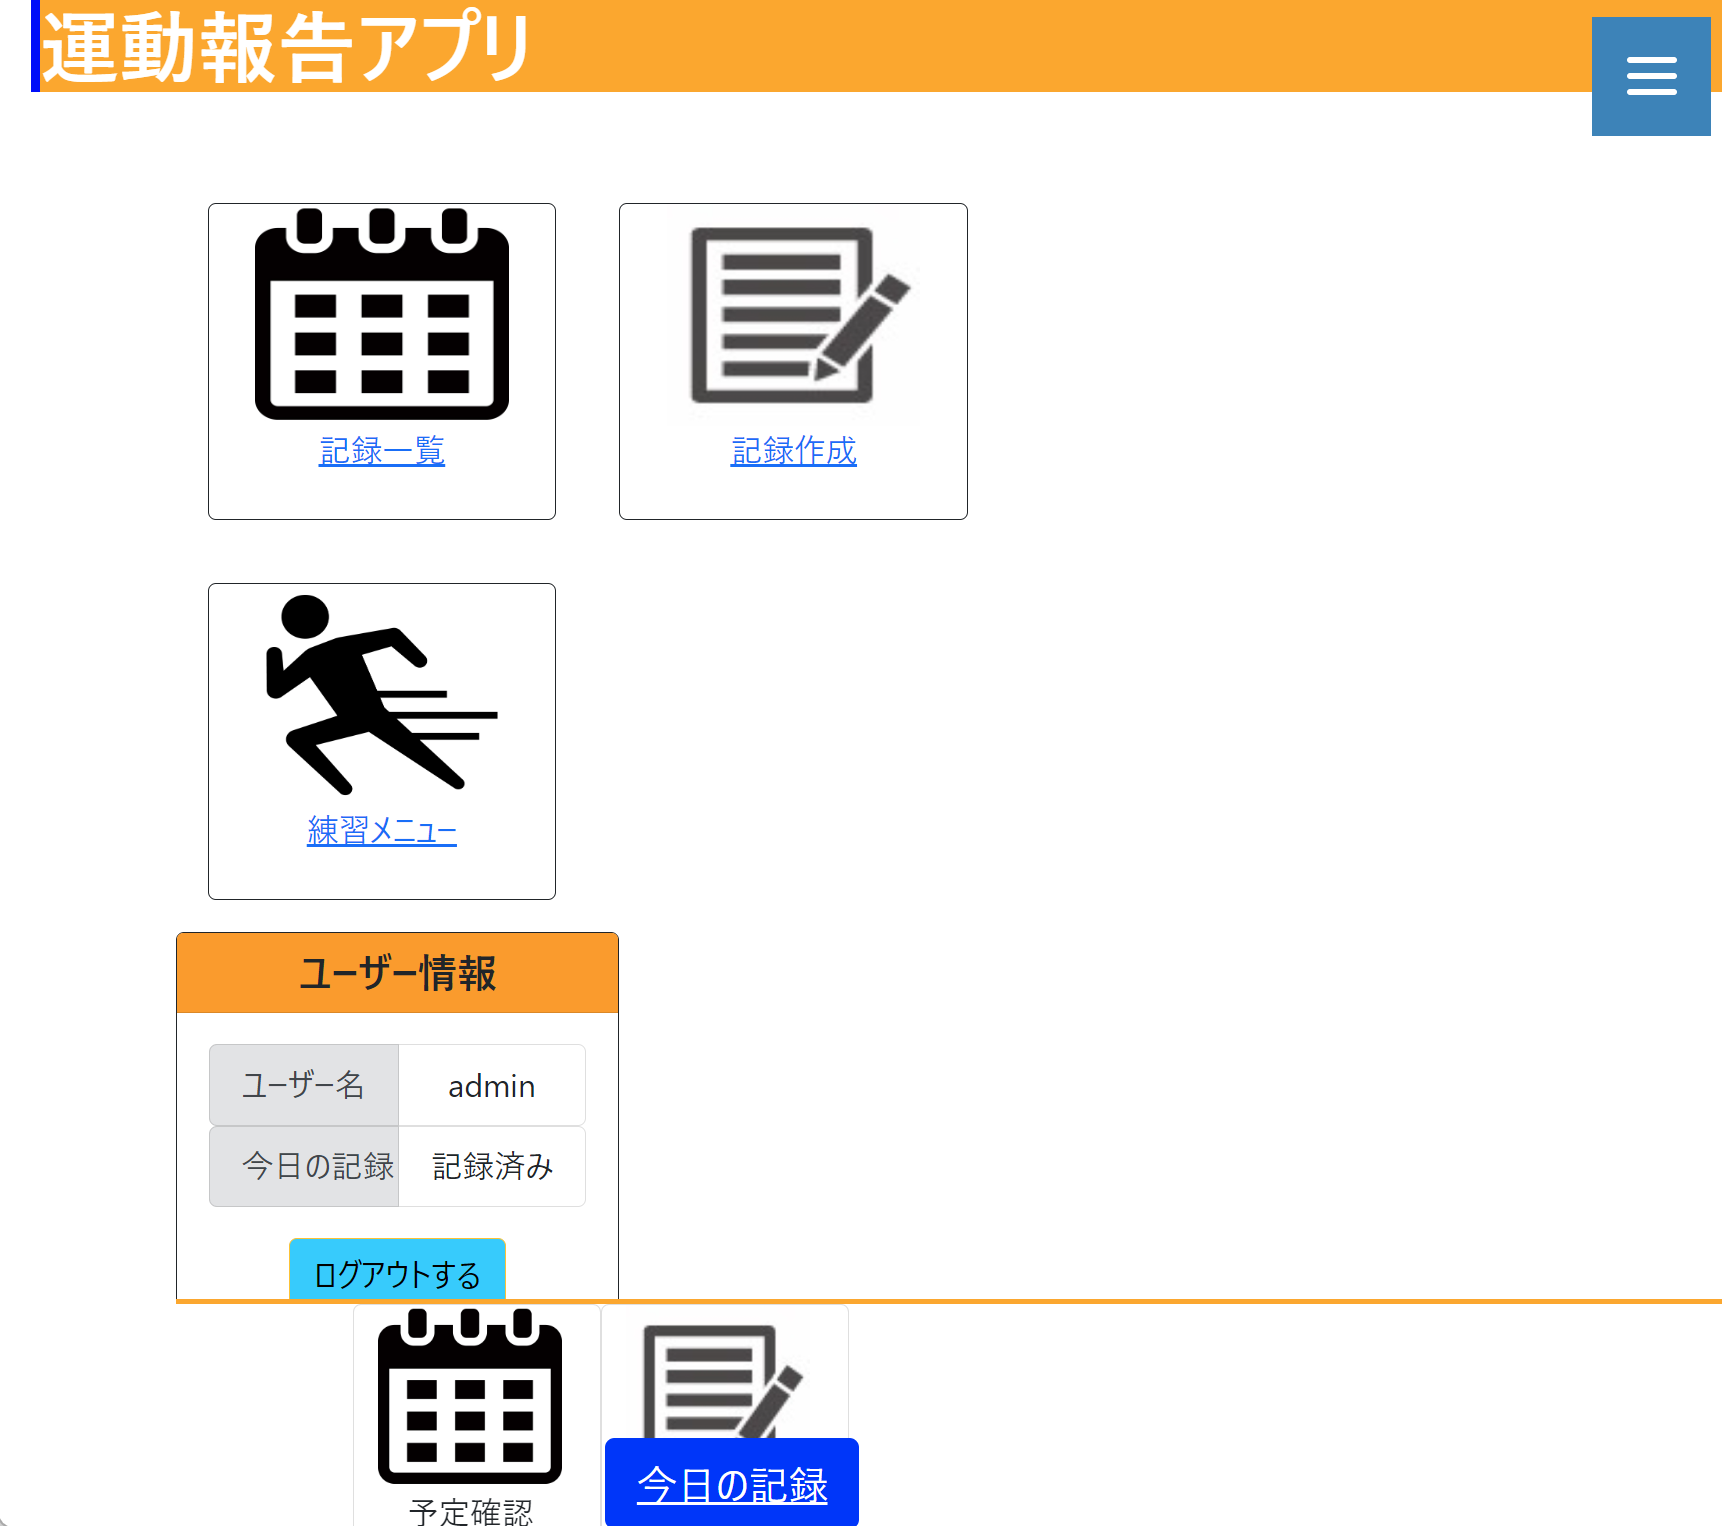 運動報告アプリ
記録一覧
記録作成
練習メニュー
ユーザー情報
ユーザー名 admin
今日の記録 記録済み
ログアウトする
予定確認
今日の記録